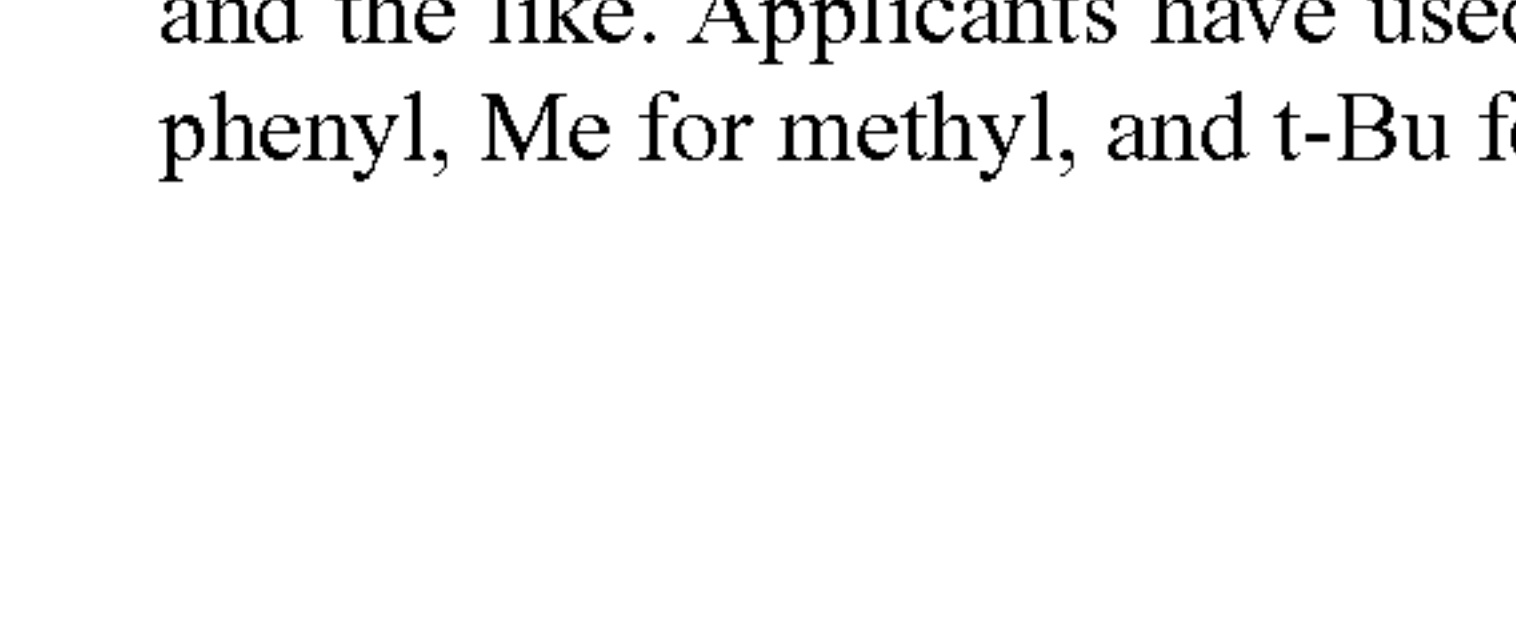 and the like. Applicants have used
phenyl, Me for methyl, and t-Bu